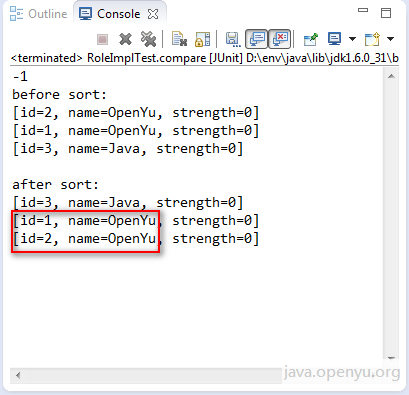 Outline Console
<terminated> RoleImplTest.compare [JUnit] D:\env\java\lib\jdk1.6.0_31\b
-1
before sort:
[id=2, name=OpenYu, strength=0]
[id=1, name=OpenYu, strength=0]
[id=3, name=Java, strength=0]
after sort:
[id=3, name=Java, strength=0]
[id=1, name=OpenYu, strength=0]
[id=2, name=OpenYu, strength=0]
java.openyu.org